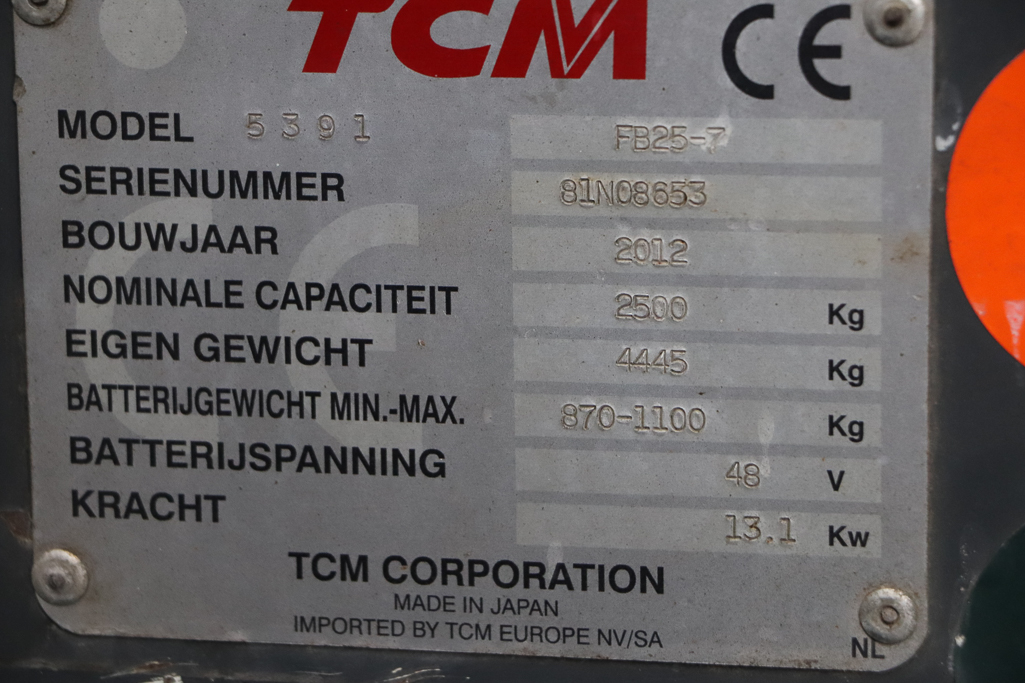 TCM CE
MODEL 5391 FB25-7
SERIENUMMER 81N08653
BOUWJAAR 2012
NOMINALE CAPACITEIT 2500 Kg
EIGEN GEWICHT 4445 Kg
BATTERIJGEWICHT MIN.-MAX. 870-1100 Kg
BATTERIJSPANNING 48 V
KRACHT 13.1 Kw
TCM CORPORATION
MADE IN JAPAN
IMPORTED BY TCM EUROPE NV/SA
NL